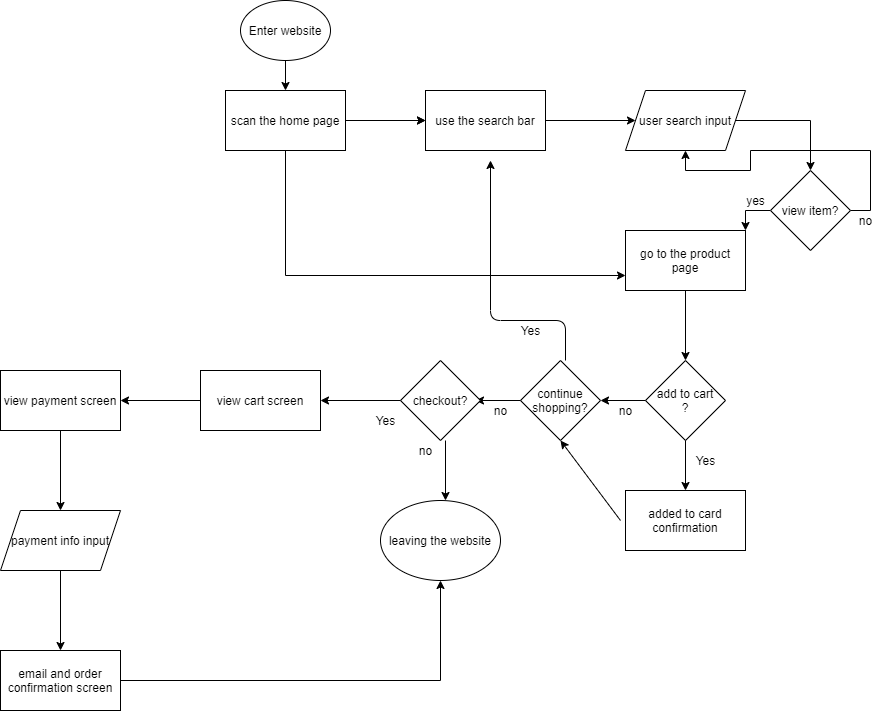 Enter website
scan the home page
use the search bar
user search input
view item?
yes
no
go to the product
page
Yes
add to cart
?
no
continue
shopping?
no
checkout?
Yes
view cart screen
view payment screen
no
Yes
added to card
confirmation
leaving the website
payment info input
email and order
confirmation screen